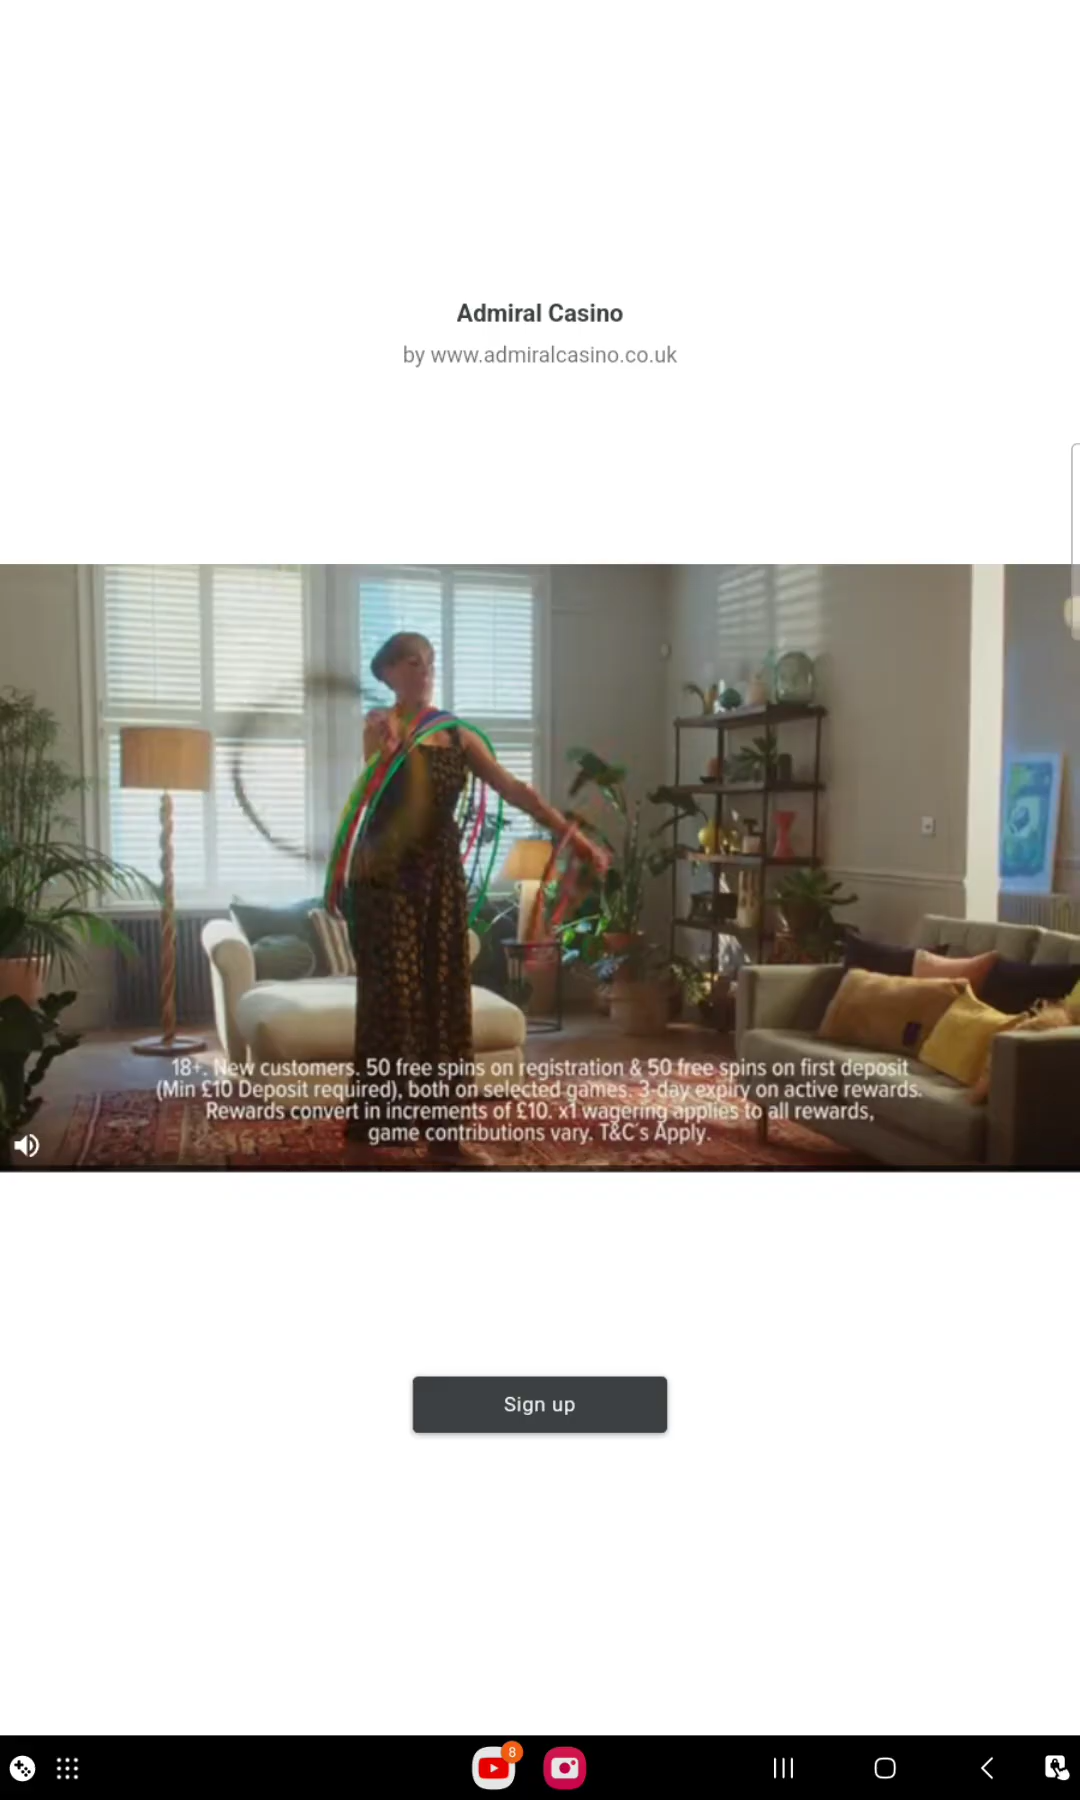 Admiral Casino
by www.admiralcasino.co.uk
18+. New customers. 50 free spins on registration & 50 free spins on first deposit
(Min £10 Deposit required), both on selected games. 3-day expiry on active rewards.
Rewards convert in increments of £10. x1 wagering applies to all rewards,
game contributions vary. T&C's Apply.
Sign up
8